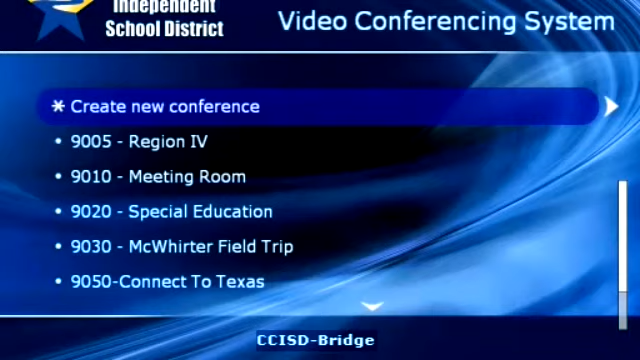 Independent
School District
Video Conferencing System
* Create new conference
• 9005 - Region IV
• 9010 - Meeting Room
• 9020 - Special Education
• 9030 - McWhirter Field Trip
• 9050-Connect To Texas
CCISD-Bridge